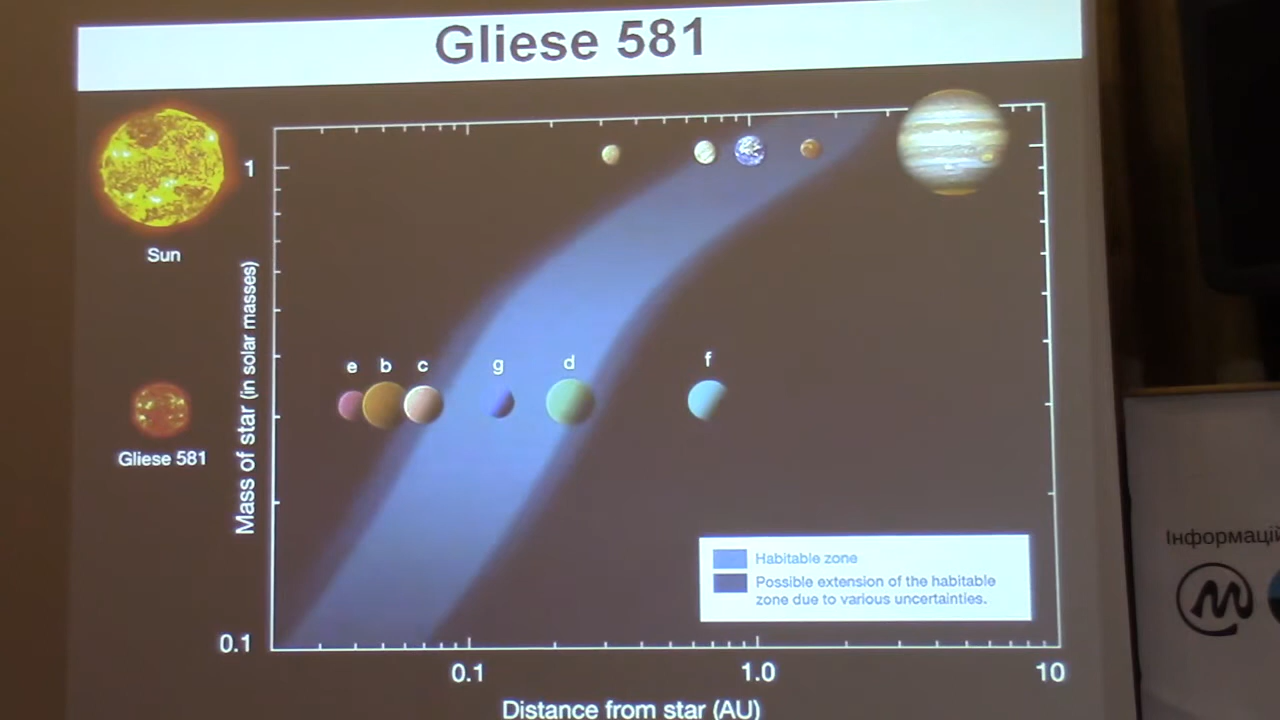 Gliese 581
1
Sun
e b c g d f
Mass of star (in solar masses)
Gliese 581
Habitable zone
Possible extension of the habitable
zone due to various uncertainties.
0.1
0.1 1.0 10
Distance from star (AU)
Інформацій